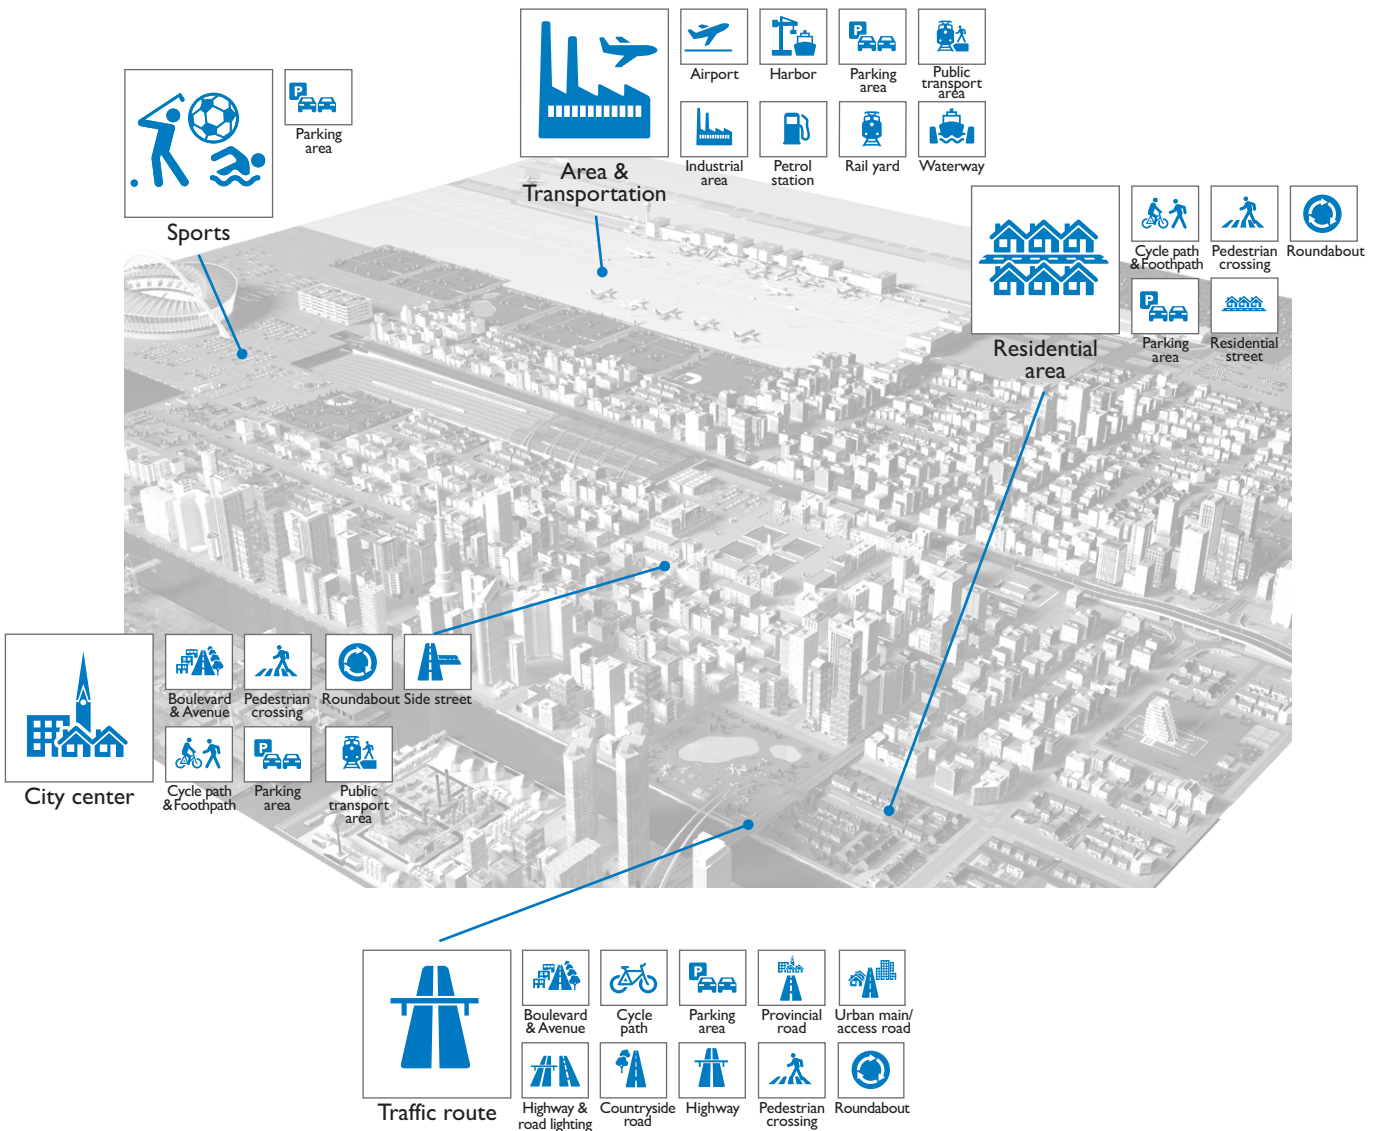 Airport
Harbor
Parking
area
Public
transport
area
Industrial
area
Petrol
station
Rail yard
Waterway
Area &
Transportation
Parking
area
Sports
Cycle path
& Foothpath
Pedestrian
crossing
Roundabout
Parking
area
Residential
street
Residential
area
P
P
P
Boulevard
& Avenue
Pedestrian
crossing
Roundabout
Side street
P
Cycle path
& Foothpath
Parking
area
Public
transport
area
City center
P
Boulevard
& Avenue
Cycle
path
Parking
area
Provincial
road
Urban main/
access road
Highway &
road lighting
Countryside
road
Highway
Pedestrian
crossing
Roundabout
Traffic route